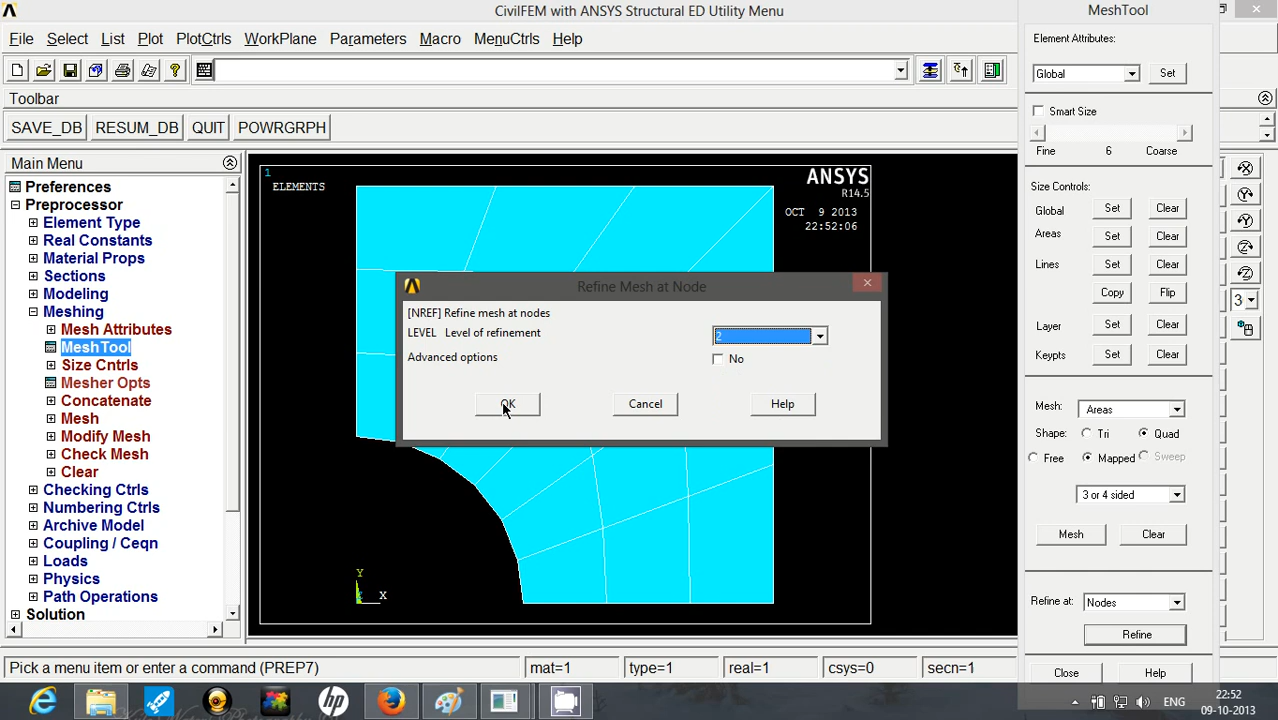 CivilFEM with ANSYS Structural ED Utility Menu
File Select List Plot PlotCtrls WorkPlane Parameters Macro MenuCtrls Help
Toolbar
SAVE_DB RESUM_DB QUIT POWRGRPH
Main Menu
Preferences
Preprocessor
Element Type
Real Constants
Material Props
Sections
Modeling
Meshing
Mesh Attributes
MeshTool
Size Cntrls
Mesher Opts
Concatenate
Mesh
Modify Mesh
Check Mesh
Clear
Checking Ctrls
Numbering Ctrls
Archive Model
Coupling / Ceqn
Loads
Physics
Path Operations
Solution
1
ELEMENTS
ANSYS
R14.5
OCT 9 2013
22:52:06
Y
X
Refine Mesh at Node
[NREF] Refine mesh at nodes
LEVEL Level of refinement 2
Advanced options No
OK Cancel Help
MeshTool
Element Attributes:
Global Set
Smart Size
Fine 6 Coarse
Size Controls:
Global Set Clear
Areas Set Clear
Lines Set Clear
Copy Flip
Layer Set Clear
Keypts Set Clear
Mesh: Areas
Shape: Tri Quad
Free Mapped Sweep
3 or 4 sided
Mesh Clear
Refine at: Nodes
Refine
Close Help
3
Pick a menu item or enter a command (PREP7) mat=1 type=1 real=1 csys=0 secn=1
ENG
22:52
09-10-2013